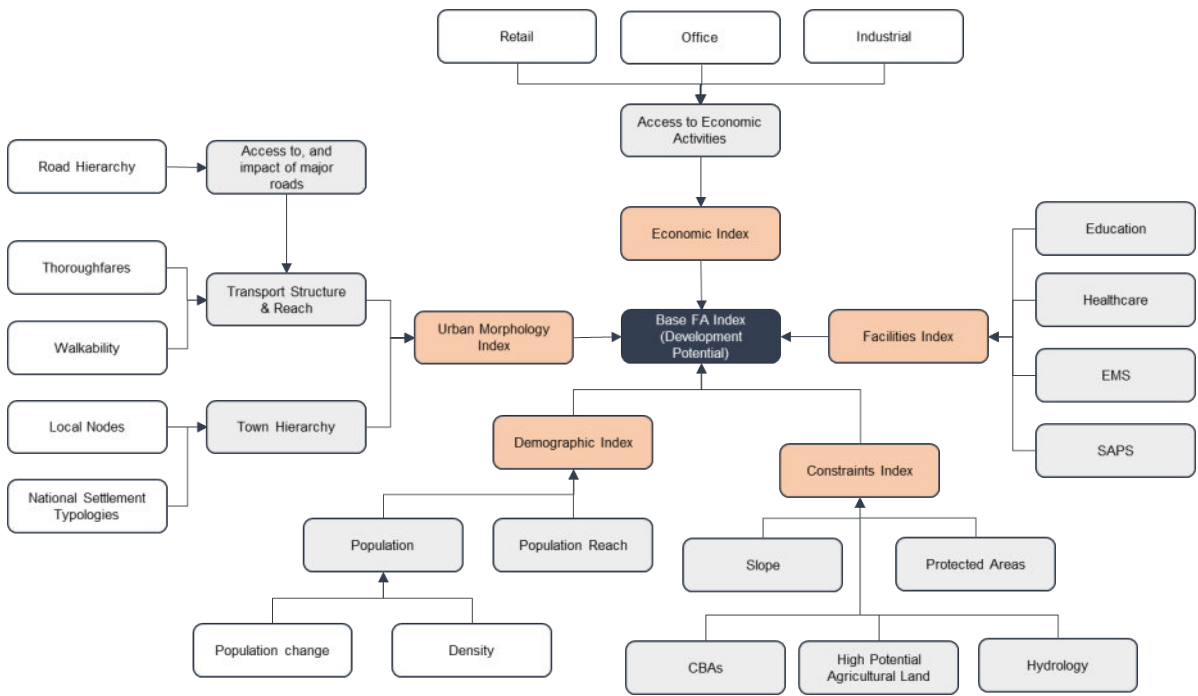 Retail
Office
Industrial
Access to Economic
Activities
Road Hierarchy
Access to, and
impact of major
roads
Economic Index
Education
Thoroughfares
Transport Structure
& Reach
Healthcare
Walkability
Urban Morphology
Index
Base FA Index
(Development
Potential)
Facilities Index
EMS
Local Nodes
Town Hierarchy
Demographic Index
SAPS
Constraints Index
National Settlement
Typologies
Population
Population Reach
Slope
Protected Areas
Population change
Density
CBAs
High Potential
Agricultural Land
Hydrology